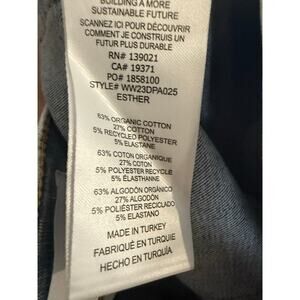 BUILDING A MORE
SUSTAINABLE FUTURE
SCANNEZ ICI POUR DÉCOUVRIR
COMMENT JE CONSTRUIS UN
FUTUR PLUS DURABLE
RN# 139021
CA# 19371
PO# 1858100
STYLE# WW23DPA025
ESTHER
63% ORGANIC COTTON
27% COTTON
5% RECYCLED POLYESTER
5% ELASTANE
63% COTON ORGANIQUE
27% COTON
5% POLYESTER RECYCLÉ
5% ÉLASTHANNE
63% ALGODÓN ORGÁNICO
27% ALGODÓN
5% POLIÉSTER RECICLADO
5% ELASTANO
MADE IN TURKEY
FABRIQUÉ EN TURQUIE
HECHO EN TURQUÍA